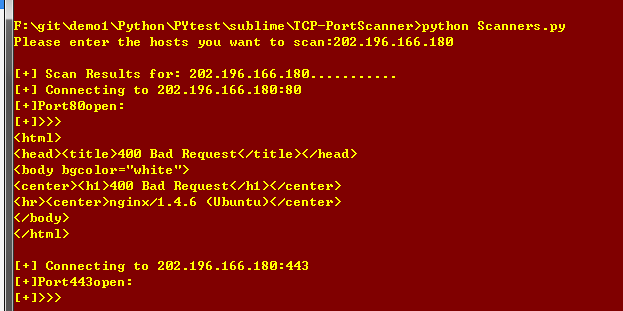 F:\git\demo1\Python\PYtest\sublime\TCP-PortScanner>python Scanners.py
Please enter the hosts you want to scan:202.196.166.180
[+] Scan Results for: 202.196.166.180...........
[+] Connecting to 202.196.166.180:80
[+]Port80open:
[+]>>>
<html>
<head><title>400 Bad Request</title></head>
<body bgcolor="white">
<center><h1>400 Bad Request</h1></center>
<hr><center>nginx/1.4.6 (Ubuntu)</center>
</body>
</html>
[+] Connecting to 202.196.166.180:443
[+]Port443open:
[+]>>>